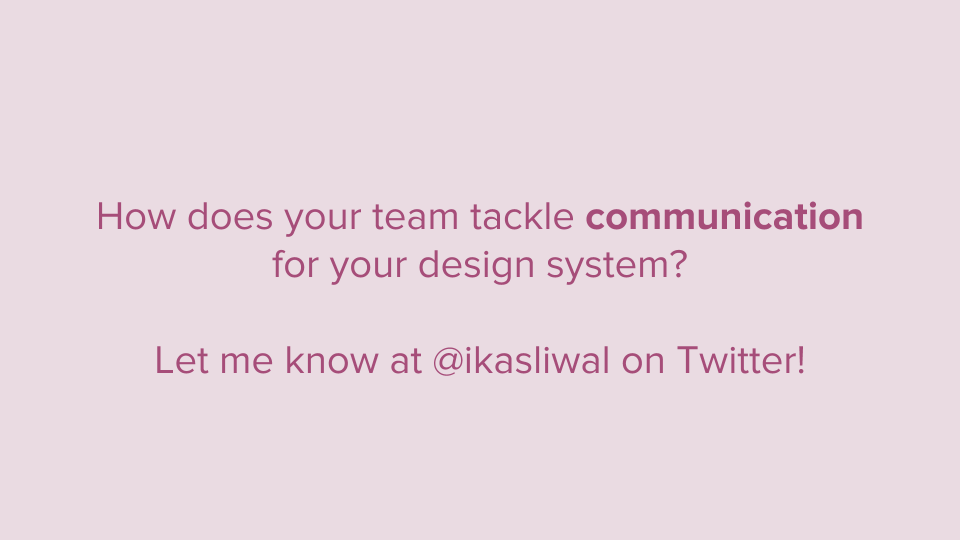 How does your team tackle communication
for your design system?
Let me know at @ikasliwal on Twitter!